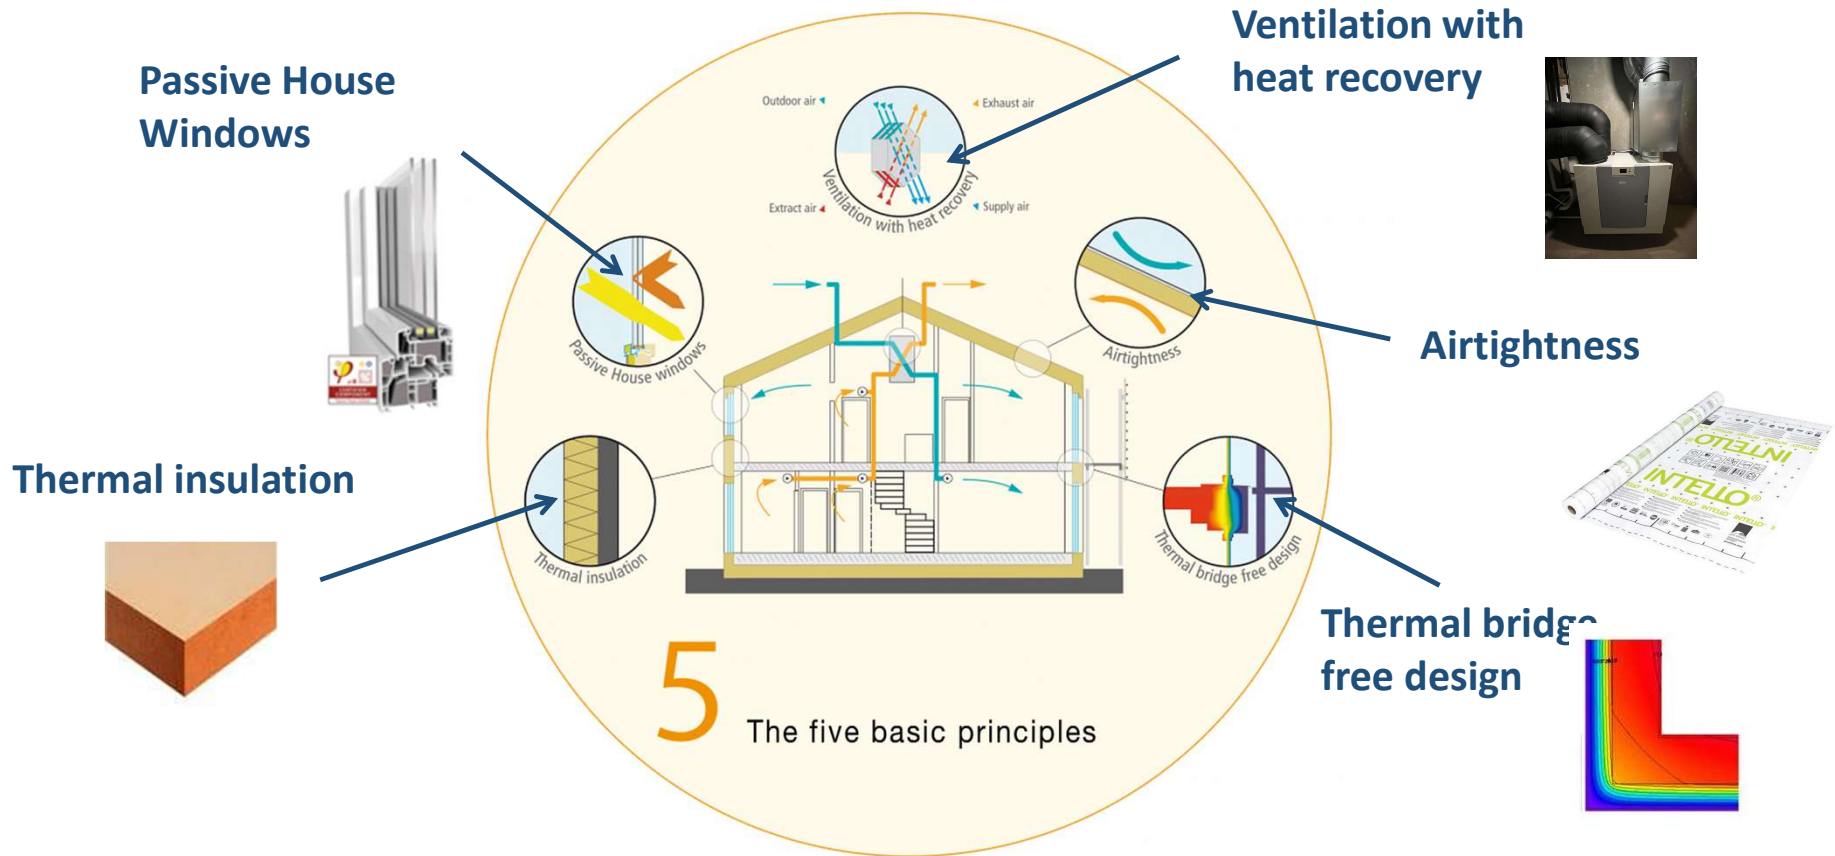 Passive House
Windows
Ventilation with
heat recovery
Outdoor air
Exhaust air
Extract air
Supply air
Ventilation with heat recovery
Passive House windows
Airtightness
Airtightness
Thermal insulation
Thermal insulation
Thermal bridge free design
INTELLO
INTELLO®
Thermal bridge
free design
5
The five basic principles